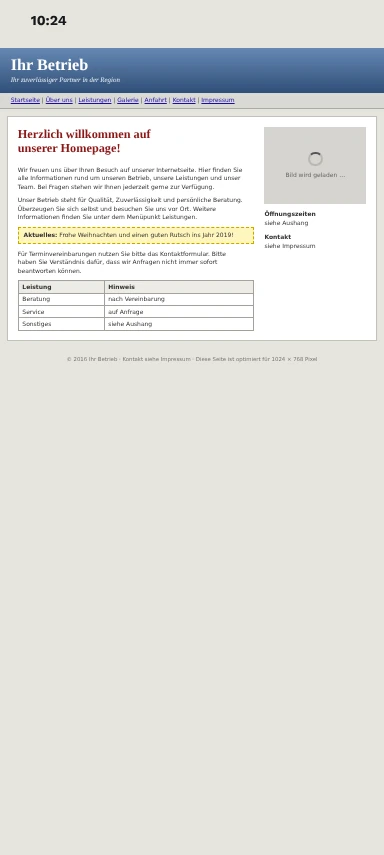 10:24
Ihr Betrieb
Ihr zuverlässiger Partner in der Region
Startseite | Über uns | Leistungen | Galerie | Anfahrt | Kontakt | Impressum
Herzlich willkommen auf
unserer Homepage!
Wir freuen uns über Ihren Besuch auf unserer Internetseite. Hier finden Sie
alle Informationen rund um unseren Betrieb, unsere Leistungen und unser
Team. Bei Fragen stehen wir Ihnen jederzeit gerne zur Verfügung.
Unser Betrieb steht für Qualität, Zuverlässigkeit und persönliche Beratung.
Überzeugen Sie sich selbst und besuchen Sie uns vor Ort. Weitere
Informationen finden Sie unter dem Menüpunkt Leistungen.
Aktuelles: Frohe Weihnachten und einen guten Rutsch ins Jahr 2019!
Für Terminvereinbarungen nutzen Sie bitte das Kontaktformular. Bitte
haben Sie Verständnis dafür, dass wir Anfragen nicht immer sofort
beantworten können.
Leistung Hinweis
Beratung nach Vereinbarung
Service auf Anfrage
Sonstiges siehe Aushang
Bild wird geladen ...
Öffnungszeiten
siehe Aushang
Kontakt
siehe Impressum
© 2016 Ihr Betrieb · Kontakt siehe Impressum · Diese Seite ist optimiert für 1024 × 768 Pixel